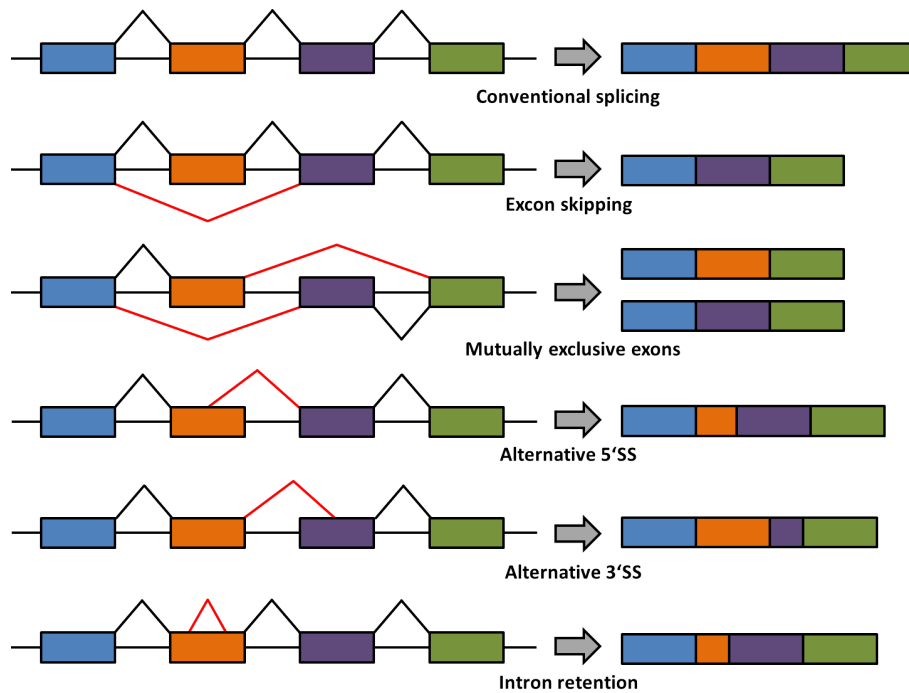 Conventional splicing
Excon skipping
Mutually exclusive exons
Alternative 5‘SS
Alternative 3‘SS
Intron retention